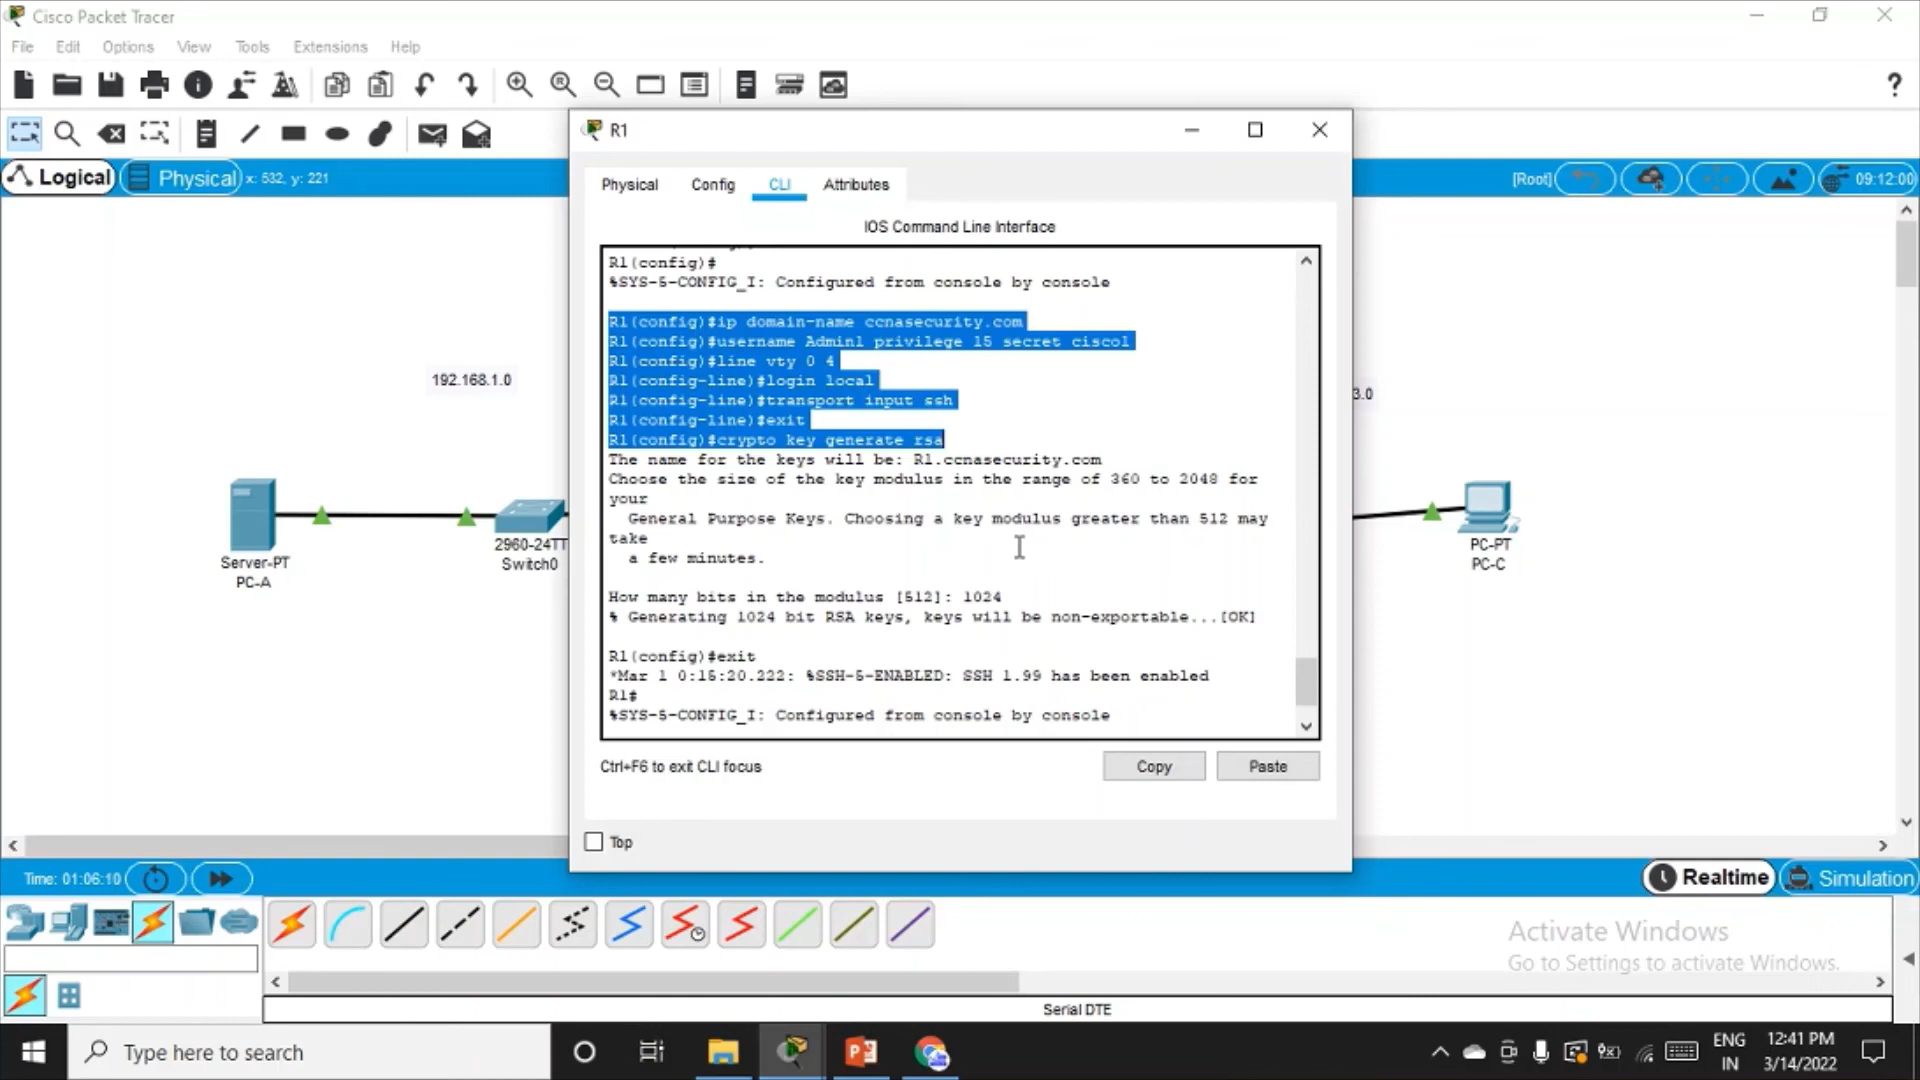 Cisco Packet Tracer
File Edit Options View Tools Extensions Help
?
R1
Logical Physical x: 532, y: 221
[Root] 09:12:00
Physical Config CLI Attributes
IOS Command Line Interface
R1(config)#
%SYS-5-CONFIG_I: Configured from console by console
R1(config)#ip domain-name ccnasecurity.com
R1(config)#username Admin1 privilege 15 secret cisco1
R1(config)#line vty 0 4
R1(config-line)#login local
R1(config-line)#transport input ssh
R1(config-line)#exit
R1(config)#crypto key generate rsa
The name for the keys will be: R1.ccnasecurity.com
Choose the size of the key modulus in the range of 360 to 2048 for
your
General Purpose Keys. Choosing a key modulus greater than 512 may
take
a few minutes.
How many bits in the modulus [512]: 1024
% Generating 1024 bit RSA keys, keys will be non-exportable...[OK]
R1(config)#exit
*Mar 1 0:15:20.222: %SSH-5-ENABLED: SSH 1.99 has been enabled
R1#
%SYS-5-CONFIG_I: Configured from console by console
Ctrl+F6 to exit CLI focus
Copy Paste
Top
192.168.1.0
3.0
Server-PT
PC-A
2960-24TT
Switch0
PC-PT
PC-C
Time: 01:06:10
Realtime Simulation
Activate Windows
Go to Settings to activate Windows.
Serial DTE
Type here to search
ENG
IN
12:41 PM
3/14/2022